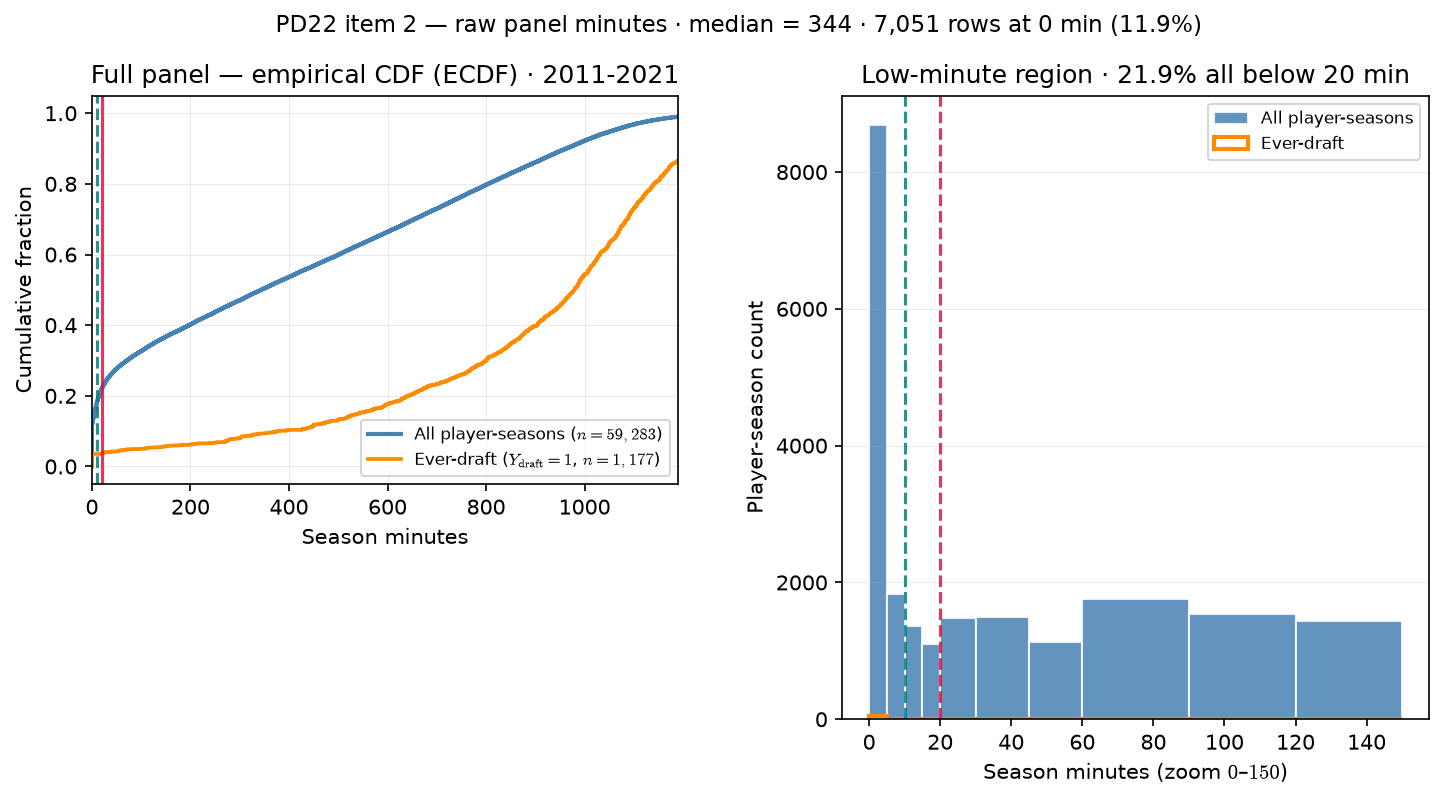 PD22 item 2 — raw panel minutes · median = 344 · 7,051 rows at 0 min (11.9%)
Full panel — empirical CDF (ECDF) · 2011-2021
Cumulative fraction
1.0
0.8
0.6
0.4
0.2
0.0
All player-seasons (n = 59, 283)
Ever-draft (Ydraft = 1, n = 1, 177)
0 200 400 600 800 1000
Season minutes
Low-minute region · 21.9% all below 20 min
Player-season count
8000
6000
4000
2000
0
All player-seasons
Ever-draft
0 20 40 60 80 100 120 140
Season minutes (zoom 0–150)